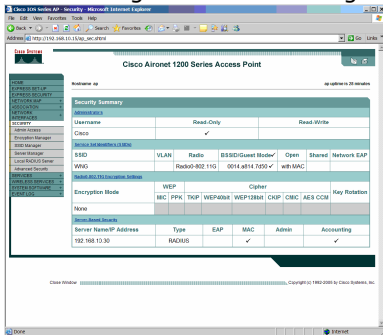 Cisco IOS Series AP - Security - Microsoft Internet Explorer
File Edit View Favorites Tools Help
Back Search Favorites
Address http://192.168.10.15/ap_sec.shtml Go Links
Cisco Systems
Cisco Aironet 1200 Series Access Point
HOME
EXPRESS SET-UP
EXPRESS SECURITY
NETWORK MAP
ASSOCIATION
NETWORK INTERFACES
SECURITY
Admin Access
Encryption Manager
SSID Manager
Server Manager
Local RADIUS Server
Advanced Security
SERVICES
WIRELESS SERVICES
SYSTEM SOFTWARE
EVENT LOG
Hostname ap ap uptime is 28 minutes
Security Summary
Administrators
Username Read-Only Read-Write
Cisco ✓
Service Set Identifiers (SSIDs)
SSID VLAN Radio BSSID/Guest Mode✓ Open Shared Network EAP
WNG Radio0-802.11G 0014.a814.7d50 ✓ with MAC
Radio0-802.11G Encryption Settings
Encryption Mode WEP Cipher Key Rotation
MIC PPK TKIP WEP40bit WEP128bit CKIP CMIC AES CCM
None
Server-Based Security
Server Name/IP Address Type EAP MAC Admin Accounting
192.168.10.30 RADIUS ✓ ✓
Close Window Copyright (c) 1992-2005 by Cisco Systems, Inc.
Done Internet